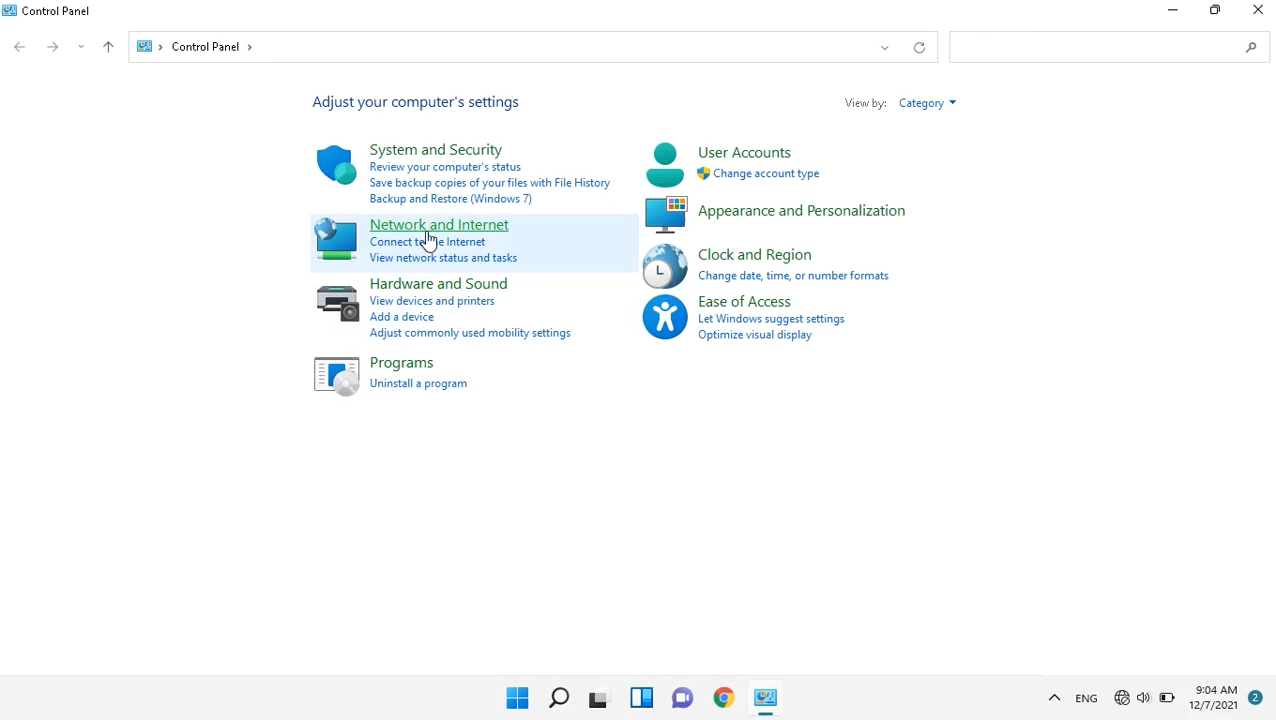 Control Panel
Control Panel
Adjust your computer's settings
View by: Category
System and Security
Review your computer's status
Save backup copies of your files with File History
Backup and Restore (Windows 7)
Network and Internet
Connect to Internet
View network status and tasks
Hardware and Sound
View devices and printers
Add a device
Adjust commonly used mobility settings
Programs
Uninstall a program
User Accounts
Change account type
Appearance and Personalization
Clock and Region
Change date, time, or number formats
Ease of Access
Let Windows suggest settings
Optimize visual display
ENG
9:04 AM
12/7/2021
2